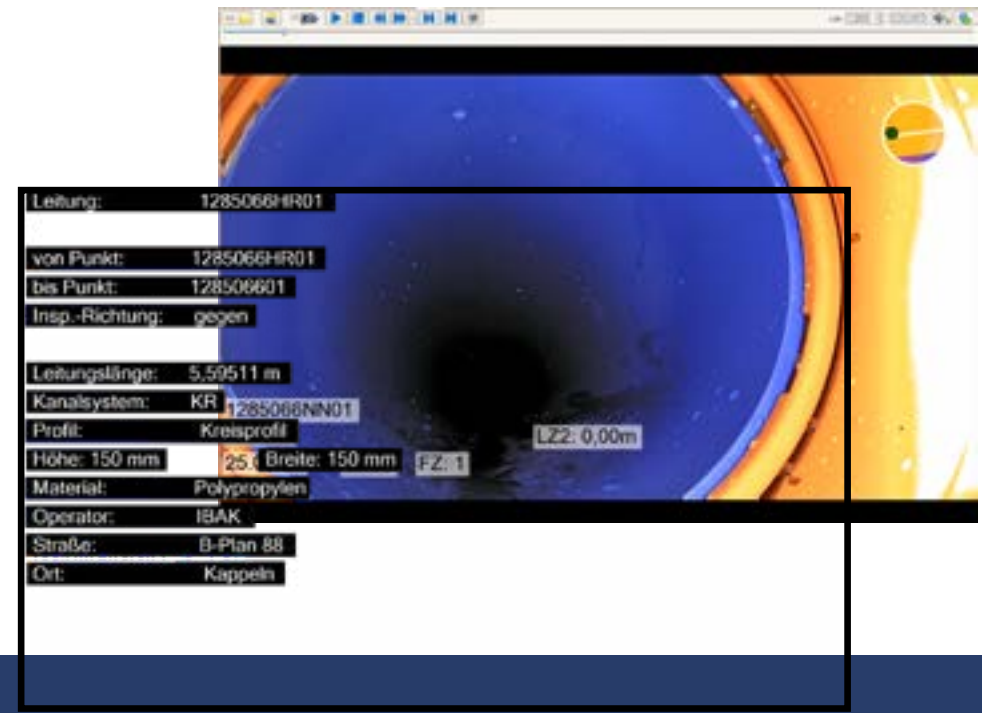 Leitung: 1285066HR01
von Punkt: 1285066HR01
bis Punkt: 128506601
Insp.-Richtung: gegen
Leitungslänge: 5,59511 m
Kanalsystem: KR
1285066NN01
Profil: Kreisprofil
LZ2: 0,00m
Höhe: 150 mm
Breite: 150 mm
FZ: 1
Material: Polypropylen
Operator: IBAK
Straße: B-Plan 88
Ort: Kappeln